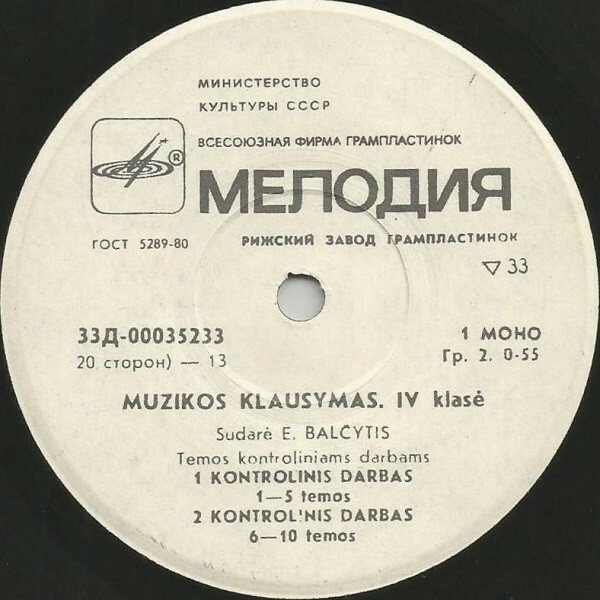 МИНИСТЕРСТВО
КУЛЬТУРЫ СССР
ВСЕСОЮЗНАЯ ФИРМА ГРАМПЛАСТИНОК
®
МЕЛОДИЯ
ГОСТ 5289-80
РИЖСКИЙ ЗАВОД ГРАМПЛАСТИНОК
▽ 33
33Д-00035233
1 МОНО
20 сторон) — 13
Гр. 2. 0-55
MUZIKOS KLAUSYMAS. IV klasė
Sudarė E. BALČYTIS
Temos kontroliniams darbams
1 KONTROLINIS DARBAS
1—5 temos
2 KONTROLINIS DARBAS
6—10 temos